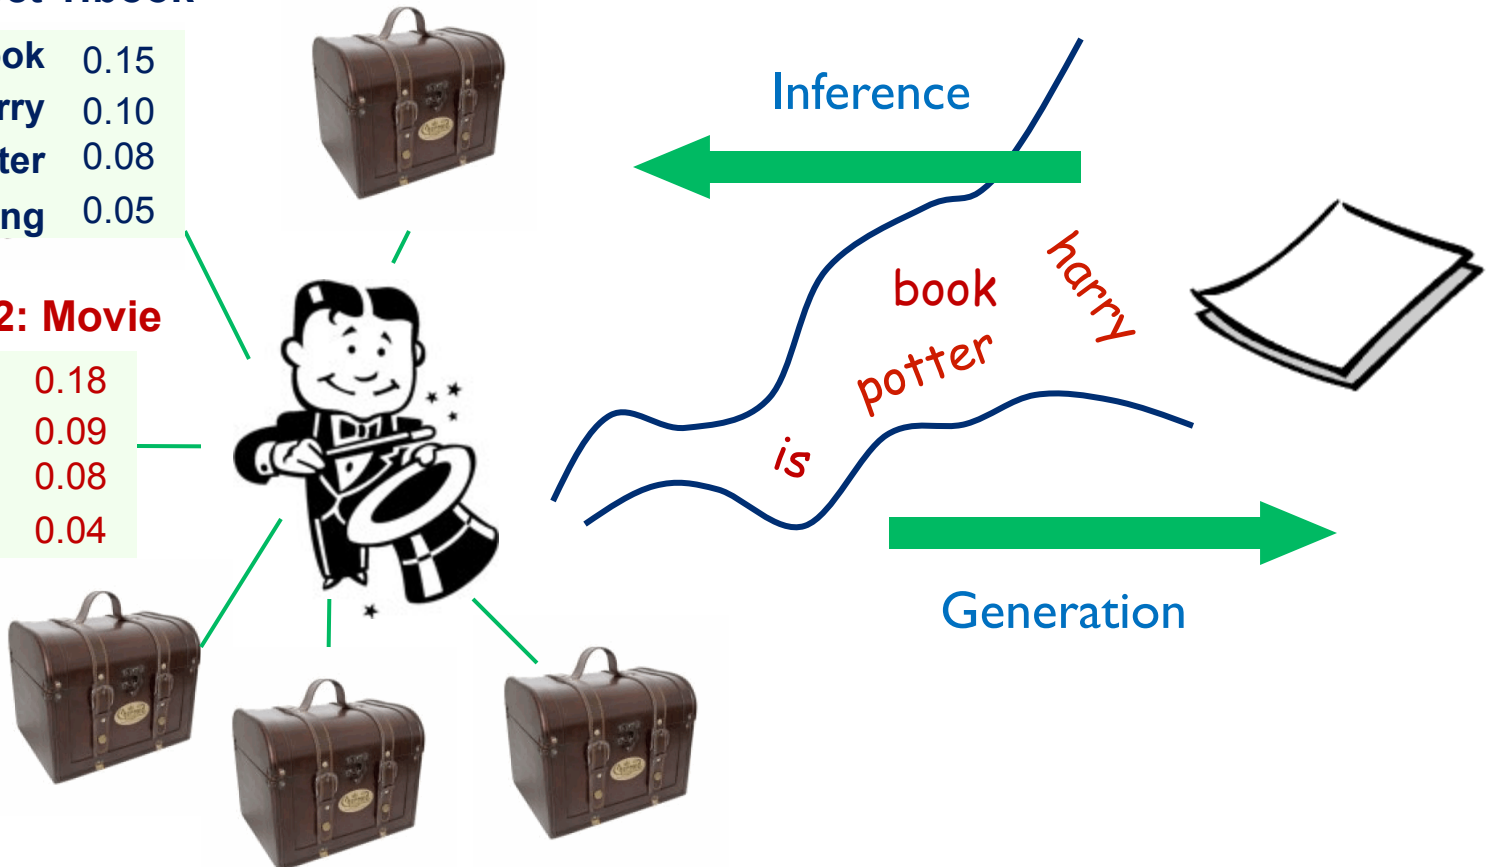 ok 0.15
rry 0.10
ter 0.08
ng 0.05
2: Movie
0.18
0.09
0.08
0.04
Inference
book
harry
potter
is
Generation